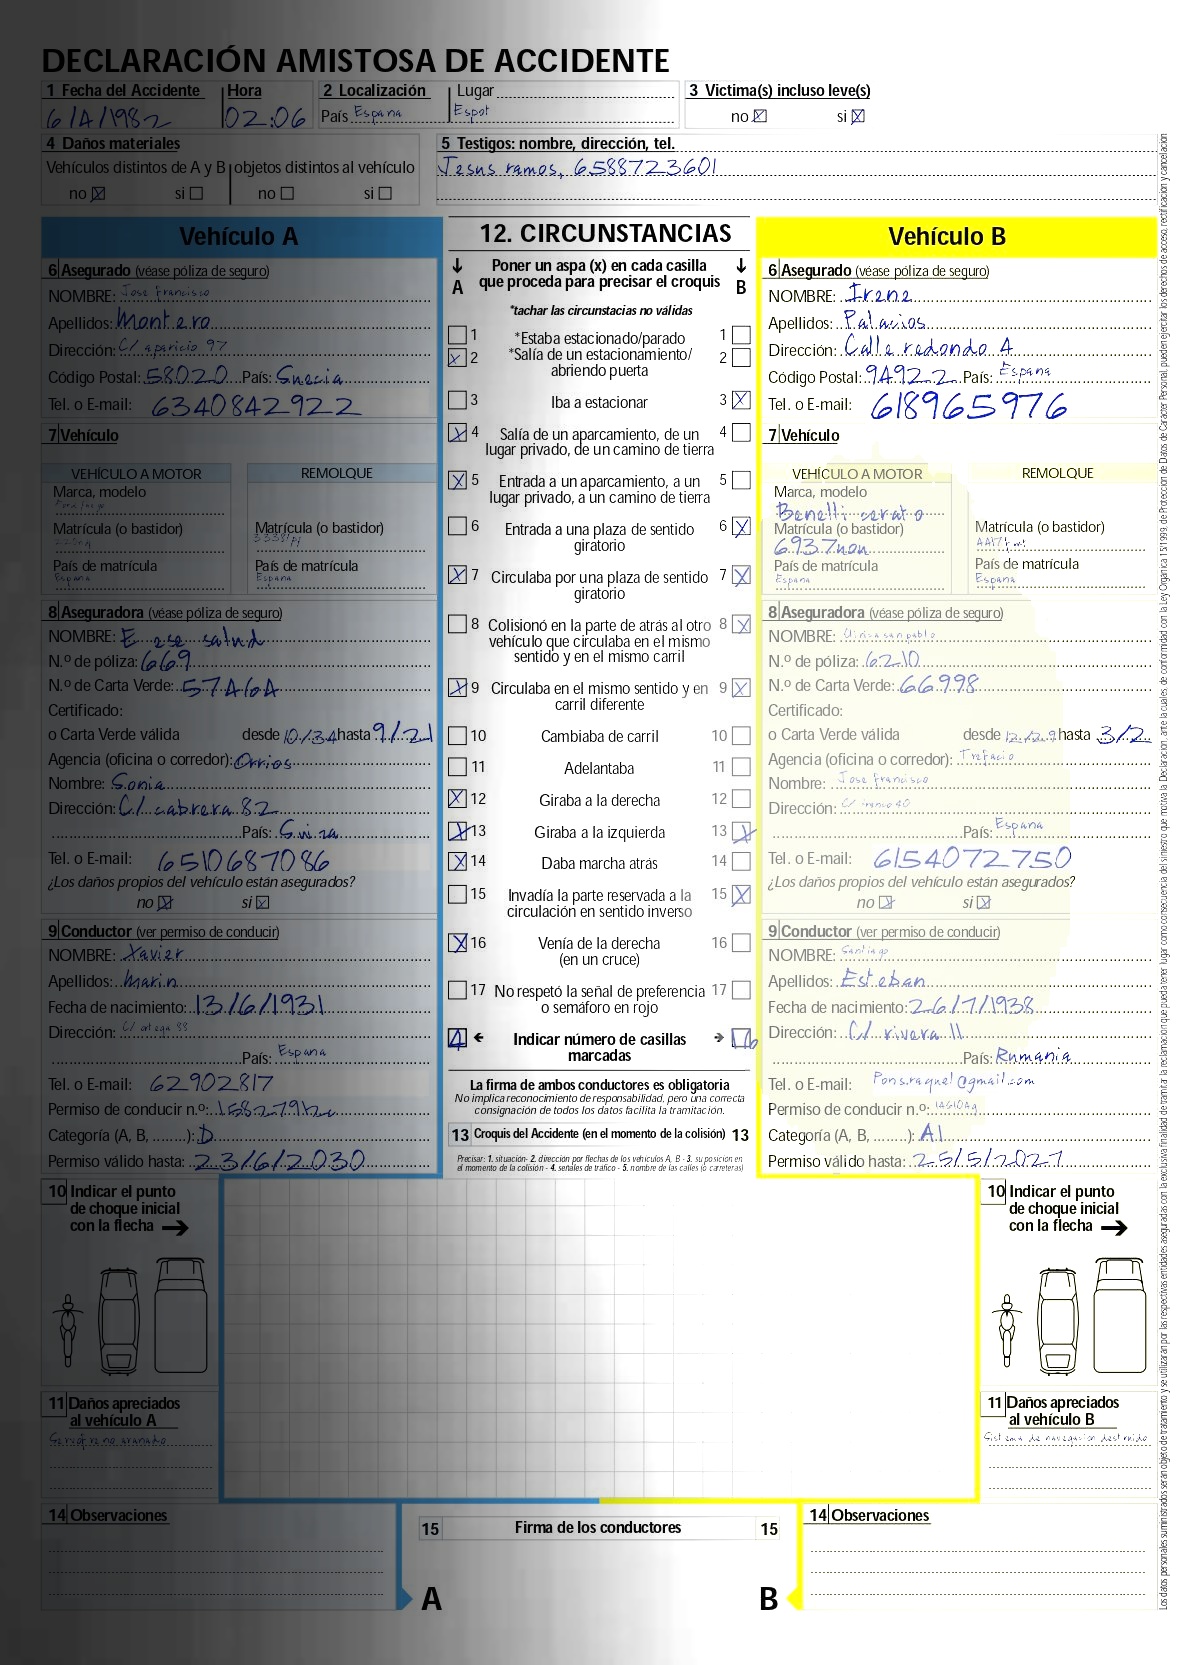 DECLARACIÓN AMISTOSA DE ACCIDENTE
1 Fecha del Accidente Hora 2 Localización Lugar 3 Victima(s) incluso leve(s)
6/4/1982 02:06 País España Espot no si
4 Daños materiales
Vehículos distintos de A y B objetos distintos al vehículo
no si no si
5 Testigos: nombre, dirección, tel.
Jesus ramos, 6588723601
Vehículo A
6 Asegurado (véase póliza de seguro)
NOMBRE: Jose Francisco
Apellidos: Montero
Dirección: C/ aparicio 97
Código Postal: 58020 País: Suecia
Tel. o E-mail: 6340842922
7 Vehículo
VEHÍCULO A MOTOR REMOLQUE
Marca, modelo
Matrícula (o bastidor) Matrícula (o bastidor)
País de matrícula País de matrícula
España España
8 Aseguradora (véase póliza de seguro)
NOMBRE: E ese salud
N.º de póliza: 669
N.º de Carta Verde: 57464
Certificado:
o Carta Verde válida desde 10/34 hasta 9/21
Agencia (oficina o corredor): Orrios
Nombre: Sonia
Dirección: C/ cabrera 82
País: Suiza
Tel. o E-mail: 6510687086
¿Los daños propios del vehículo están asegurados?
no si
9 Conductor (ver permiso de conducir)
NOMBRE: Xavier
Apellidos: Marin
Fecha de nacimiento: 13/6/1931
Dirección: C/ ortega 88
País: España
Tel. o E-mail: 62902817
Permiso de conducir n.º:
Categoría (A, B, ........): D
Permiso válido hasta: 23/6/2030
12. CIRCUNSTANCIAS
Poner un aspa (x) en cada casilla
que proceda para precisar el croquis
A B
*tachar las circunstacias no válidas
1 *Estaba estacionado/parado 1
2 *Salía de un estacionamiento/ 2
abriendo puerta
3 Iba a estacionar 3
4 Salía de un aparcamiento, de un 4
lugar privado, de un camino de tierra
5 Entrada a un aparcamiento, a un 5
lugar privado, a un camino de tierra
6 Entrada a una plaza de sentido 6
giratorio
7 Circulaba por una plaza de sentido 7
giratorio
8 Colisionó en la parte de atrás al otro 8
vehículo que circulaba en el mismo
sentido y en el mismo carril
9 Circulaba en el mismo sentido y en 9
carril diferente
10 Cambiaba de carril 10
11 Adelantaba 11
12 Giraba a la derecha 12
13 Giraba a la izquierda 13
14 Daba marcha atrás 14
15 Invadía la parte reservada a la 15
circulación en sentido inverso
16 Venía de la derecha 16
(en un cruce)
17 No respetó la señal de preferencia 17
o semáforo en rojo
4 Indicar número de casillas 16
marcadas
La firma de ambos conductores es obligatoria
No implica reconocimiento de responsabilidad, pero una correcta
consignación de todos los datos facilita la tramitación.
13 Croquis del Accidente (en el momento de la colisión) 13
Precisar: 1. situación- 2. dirección por flechas de los vehículos A, B - 3. su posición en
el momento de la colisión - 4. señales de tráfico - 5. nombre de las calles (o carreteras)
Vehículo B
6 Asegurado (véase póliza de seguro)
NOMBRE: Irene
Apellidos: Palacios
Dirección: Calle redondo 4
Código Postal: 94922 País: España
Tel. o E-mail: 618965976
7 Vehículo
VEHÍCULO A MOTOR REMOLQUE
Marca, modelo
Benelli cerato
Matrícula (o bastidor) Matrícula (o bastidor)
6937non
País de matrícula País de matrícula
España España
8 Aseguradora (véase póliza de seguro)
NOMBRE: Clinica san pablo
N.º de póliza: 6210
N.º de Carta Verde: 66998
Certificado:
o Carta Verde válida desde 12/29 hasta 3/2
Agencia (oficina o corredor): Trefacio
Nombre: Jose Francisco
Dirección: C/ franco 40
País: España
Tel. o E-mail: 6154072750
¿Los daños propios del vehículo están asegurados?
no si
9 Conductor (ver permiso de conducir)
NOMBRE: Santiago
Apellidos: Esteban
Fecha de nacimiento: 26/7/1938
Dirección: C/ rivera 11
País: Rumania
Tel. o E-mail: Pons.raquel@gmail.com
Permiso de conducir n.º:
Categoría (A, B, ........): A1
Permiso válido hasta: 25/5/2027
10 Indicar el punto
de choque inicial
con la flecha
11 Daños apreciados
al vehículo A
14 Observaciones
10 Indicar el punto
de choque inicial
con la flecha
11 Daños apreciados
al vehículo B
Sistema de navegacion destruido
14 Observaciones
15 Firma de los conductores 15
A B
Los datos personales suministrados seran objeto de tratamiento y se utilizaran por las respectivas entidades aseguradas con la exclusiva finalidad de tramitar la reclamación que pueda tener lugar como consecuencia del siniestro que motiva la Declaracion, ante la cuales, de conformidad con la Ley Organica 15/1999 de Proteccion de Datos de Caracter Personal, pueden ejercitar los derechos de acceso, rectificación y cancelación